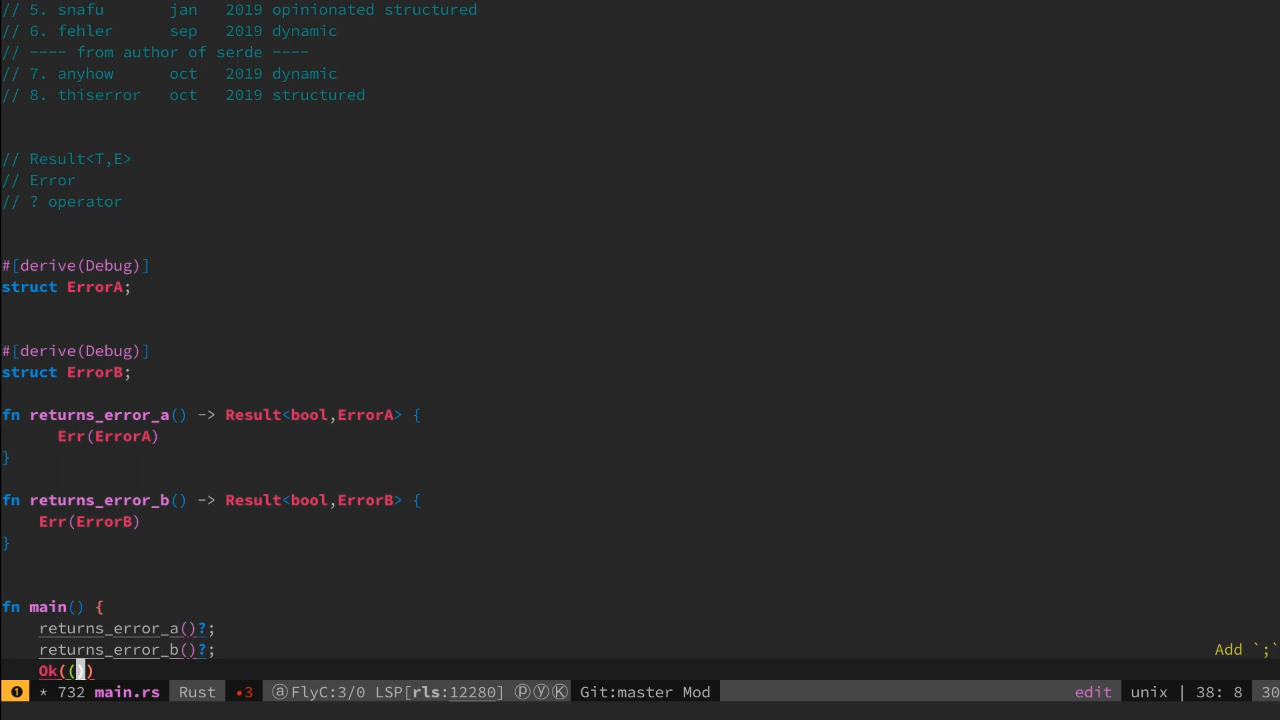 // 5. snafu       jan   2019 opinionated structured
// 6. fehler      sep   2019 dynamic
// ---- from author of serde ----
// 7. anyhow      oct   2019 dynamic
// 8. thiserror   oct   2019 structured
// Result<T,E>
// Error
// ? operator
#[derive(Debug)]
struct ErrorA;
#[derive(Debug)]
struct ErrorB;
fn returns_error_a() -> Result<bool,ErrorA> {
      Err(ErrorA)
}
fn returns_error_b() -> Result<bool,ErrorB> {
    Err(ErrorB)
}
fn main() {
    returns_error_a()?;
    returns_error_b()?; Add `;`
    Ok(())
❶ * 732 main.rs Rust •3 ⓐFlyC:3/0 LSP[rls:12280] ⓟⓨⓀ Git:master Mod edit unix | 38: 8 30